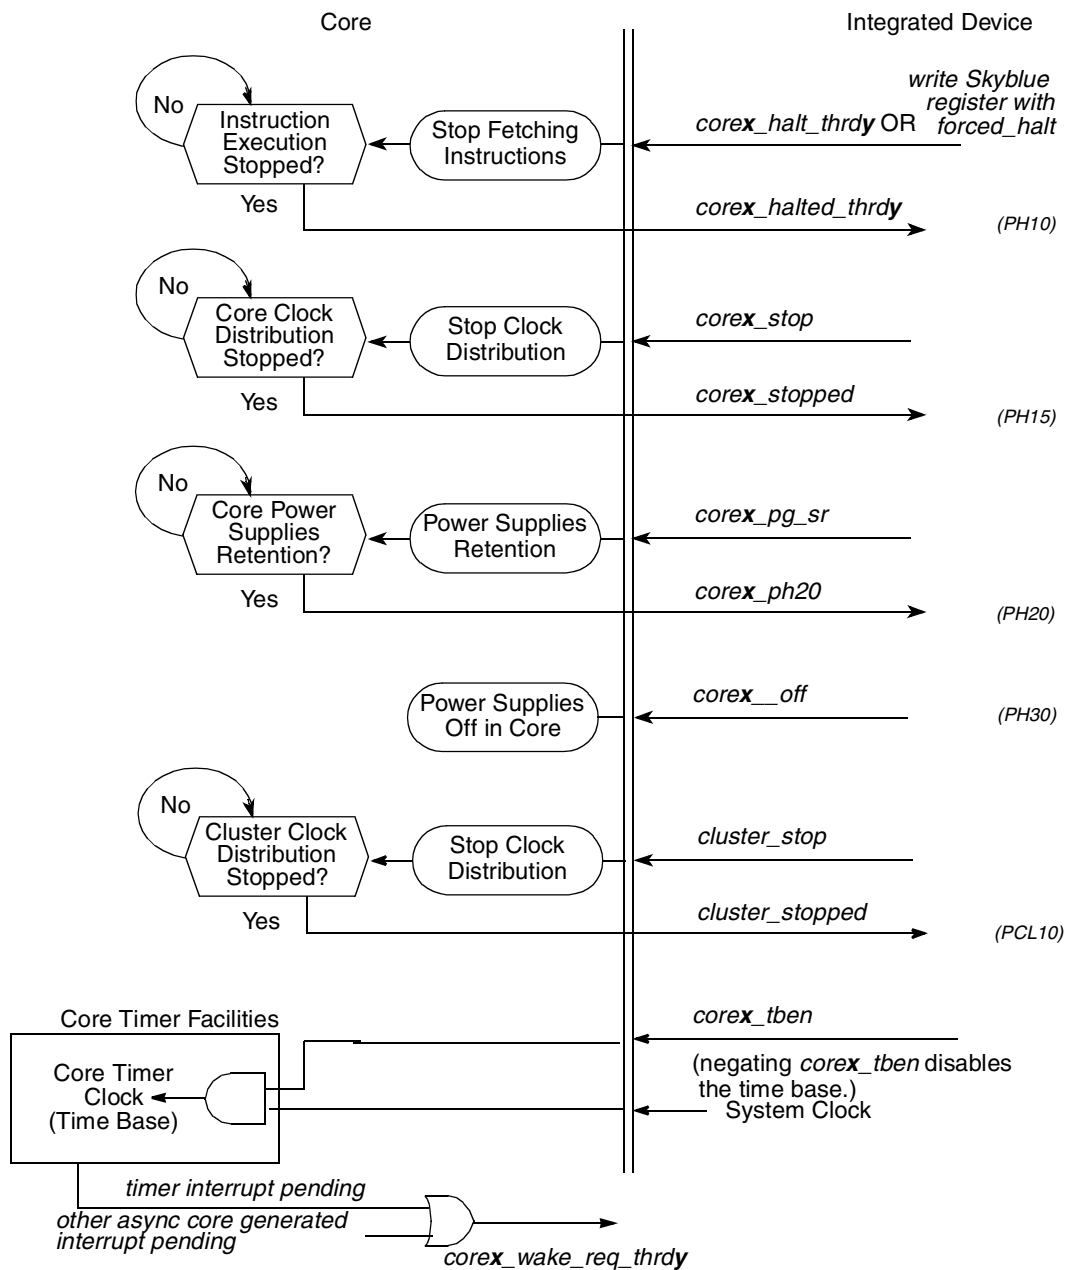 Core
Integrated Device
write Skyblue
register with
forced_halt
corex_halt_thrdy OR
No
Instruction
Execution
Stopped?
Stop Fetching
Instructions
Yes
corex_halted_thrdy
(PH10)
No
Core Clock
Distribution
Stopped?
Stop Clock
Distribution
corex_stop
Yes
corex_stopped
(PH15)
No
Core Power
Supplies
Retention?
Power Supplies
Retention
corex_pg_sr
Yes
corex_ph20
(PH20)
Power Supplies
Off in Core
corex__off
(PH30)
No
Cluster Clock
Distribution
Stopped?
Stop Clock
Distribution
cluster_stop
Yes
cluster_stopped
(PCL10)
Core Timer Facilities
corex_tben
(negating corex_tben disables
the time base.)
System Clock
Core Timer
Clock
(Time Base)
timer interrupt pending
other async core generated
interrupt pending
corex_wake_req_thrdy